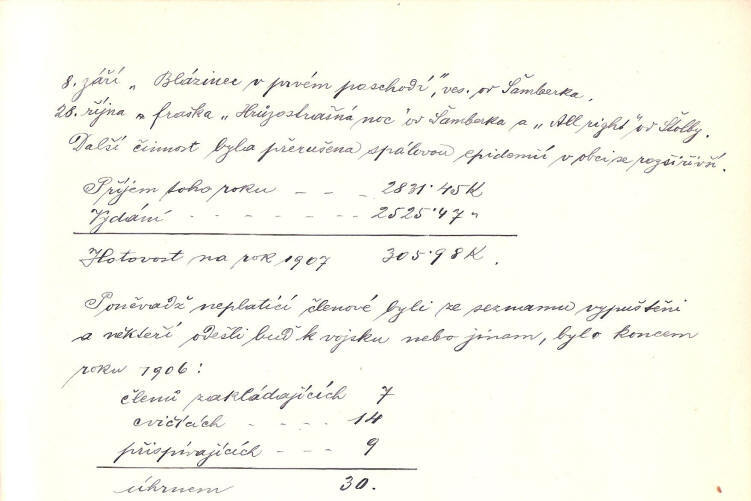 8. září „Blázinec v prvém poschodí", ves. od Šamberka.
28. října „ fraška „Hrůzostrašná noc" od Šamberka a „All right" od Štolby.
Další činnost byla přerušena spálovou epidemií v obci se rozšířivší.
Příjem toho roku - - - 2831·45K
Vydání - - - - - - - 2525·47 „
Hotovost na rok 1907 305·98K.
Poněvadž neplatící členové byli ze seznamu vypuštěni
a někteří odešli buď k vojsku nebo jinam, bylo koncem
roku 1906:
členů zakládajících 7
cvičících - - - - 14
přispívajících - - - 9
úhrnem 30.